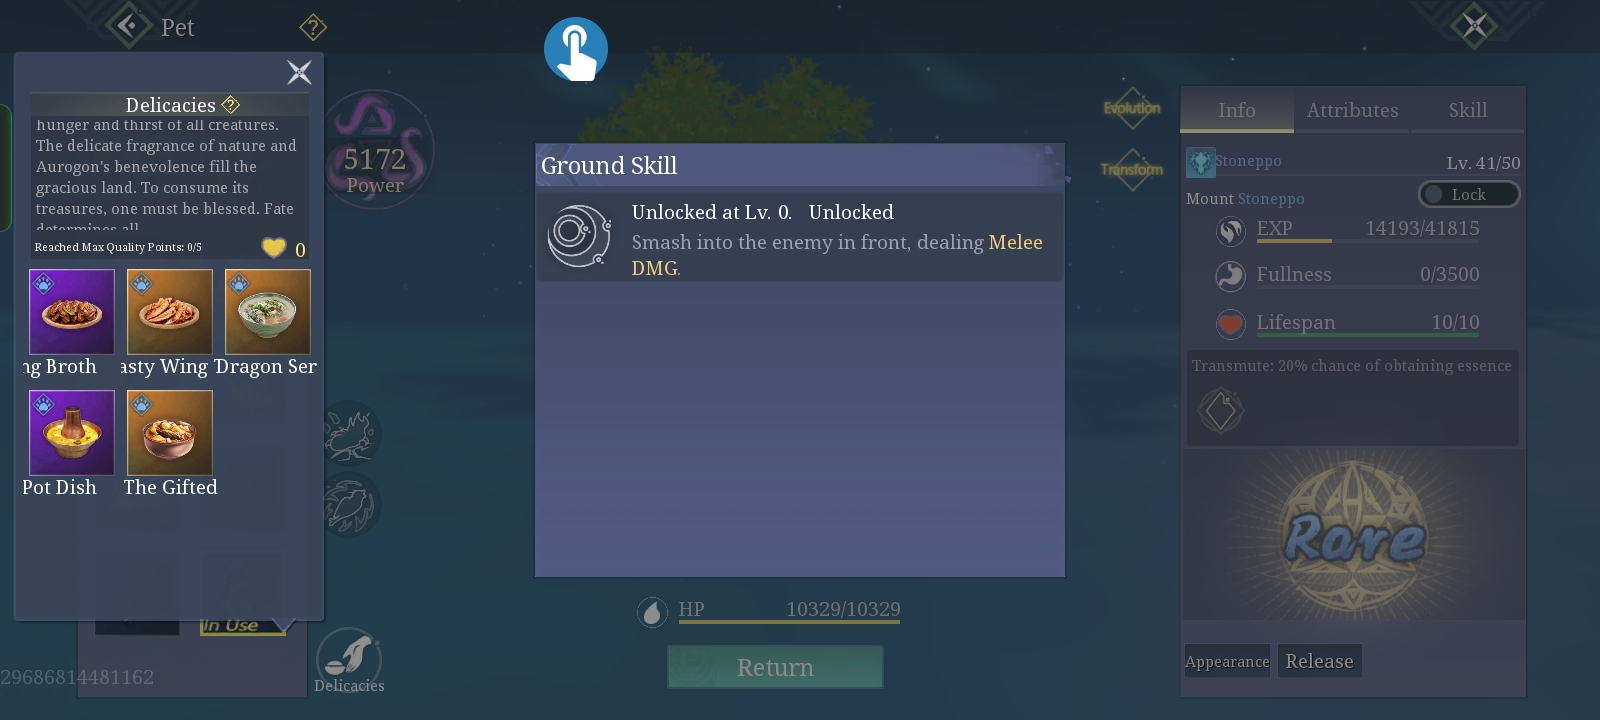 Pet
Delicacies
hunger and thirst of all creatures.
The delicate fragrance of nature and
Aurogon's benevolence fill the
gracious land. To consume its
treasures, one must be blessed. Fate
determines all.
Reached Max Quality Points: 0/5
0
ng Broth
asty Wing
'Dragon Ser
Pot Dish
The Gifted
In Use
29686814481162
5172
Power
Delicacies
Ground Skill
Unlocked at Lv. 0. Unlocked
Smash into the enemy in front, dealing Melee
DMG.
HP 10329/10329
Return
Evolution
Transform
Info Attributes Skill
Stoneppo Lv. 41/50
Mount Stoneppo Lock
EXP 14193/41815
Fullness 0/3500
Lifespan 10/10
Transmute: 20% chance of obtaining essence
Rare
Appearance Release